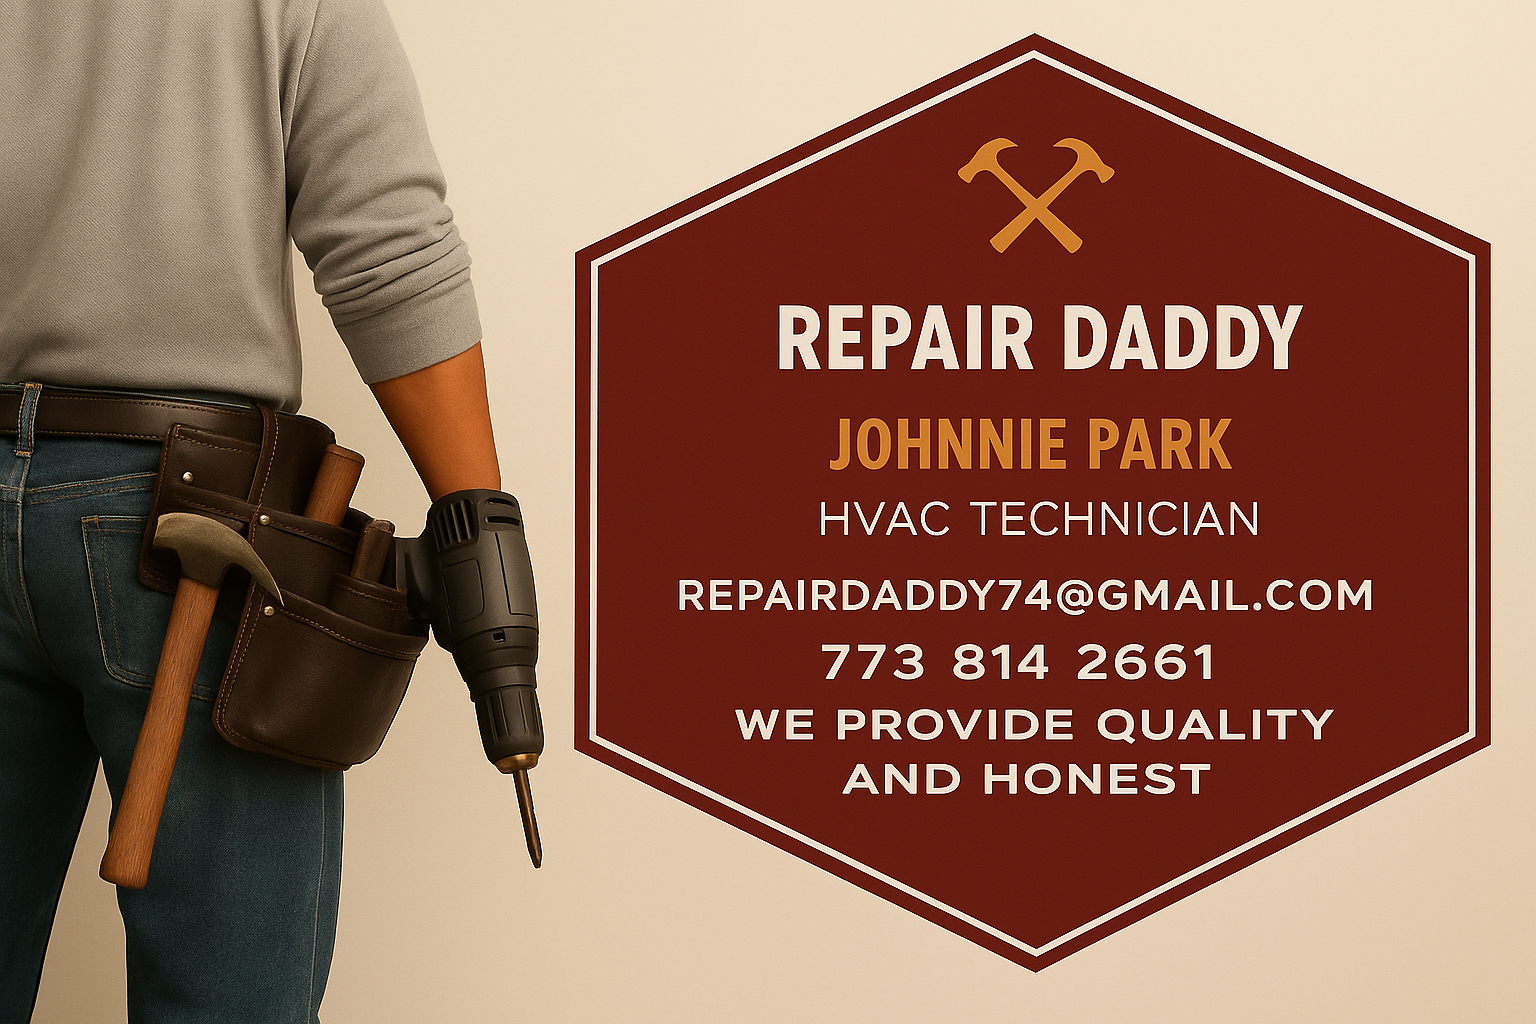 REPAIR DADDY
JOHNNIE PARK
HVAC TECHNICIAN
REPAIRDADDY74@GMAIL.COM
773 814 2661
WE PROVIDE QUALITY
AND HONEST